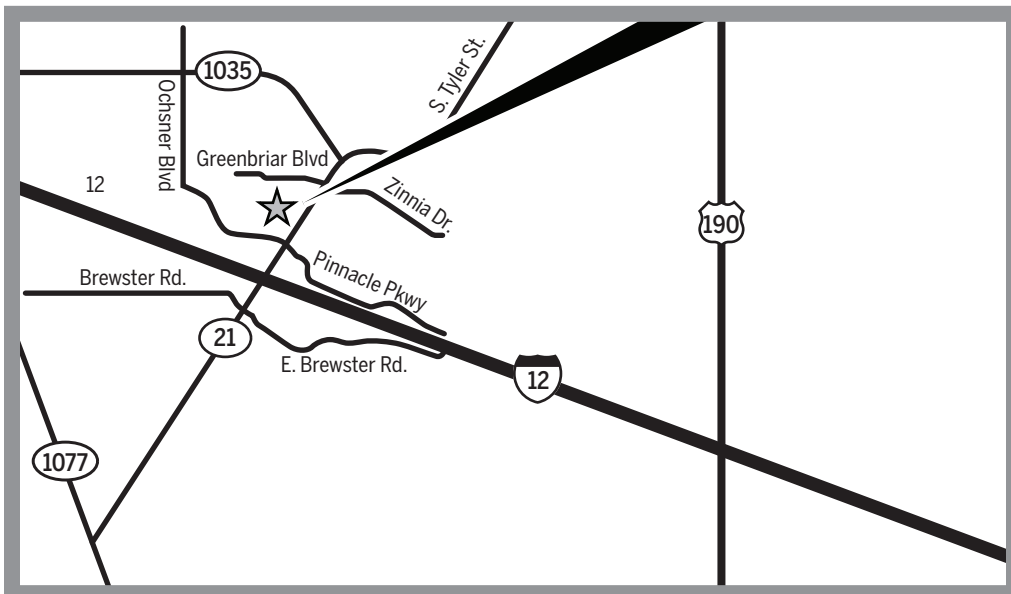 1035
S. Tyler St.
Ochsner Blvd
Greenbriar Blvd
12
Zinnia Dr.
190
Pinnacle Pkwy
Brewster Rd.
21
E. Brewster Rd.
12
1077